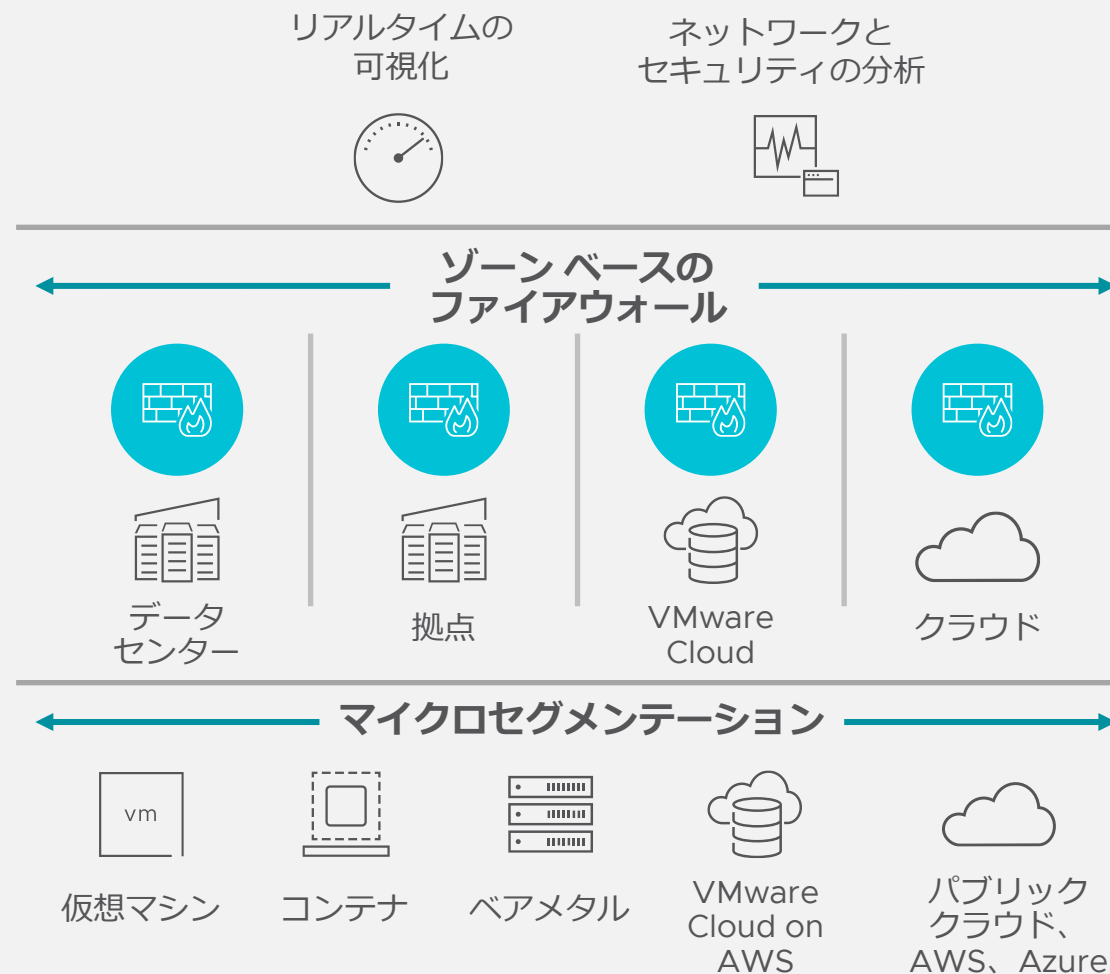 リアルタイムの
可視化
ネットワークと
セキュリティの分析
ゾーン ベースの
ファイアウォール
データ
センター
拠点
VMware
Cloud
クラウド
マイクロセグメンテーション
vm
仮想マシン
コンテナ
ベアメタル
VMware
Cloud on
AWS
パブリック
クラウド、
AWS、Azure